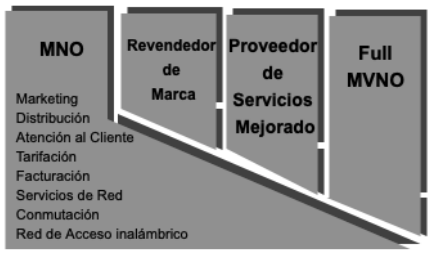 MNO
Marketing
Distribución
Atención al Cliente
Tarifación
Facturación
Servicios de Red
Conmutación
Red de Acceso inalámbrico
Revendedor
de
Marca
Proveedor
de
Servicios
Mejorado
Full
MVNO